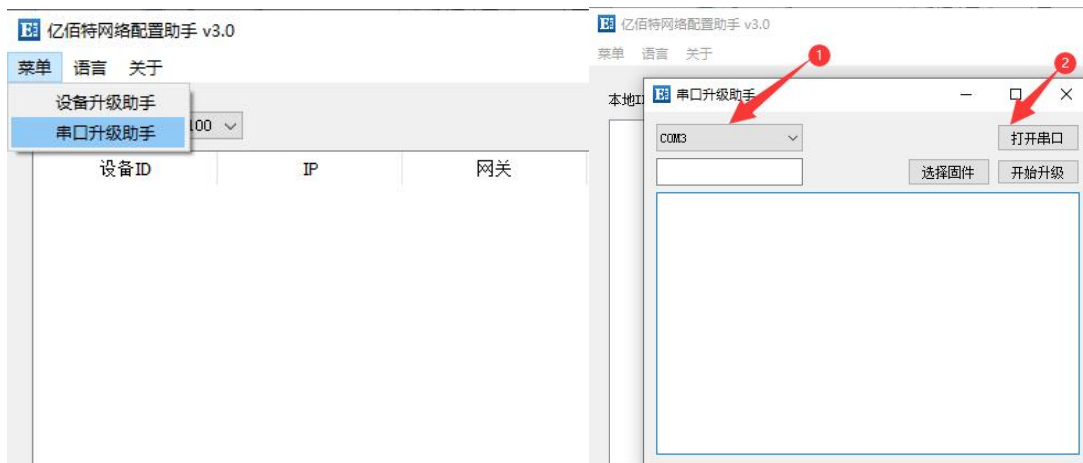 亿佰特网络配置助手 v3.0
菜单 语言 关于
设备升级助手
串口升级助手
100
设备ID IP 网关
亿佰特网络配置助手 v3.0
菜单 语言 关于
1
2
本地I
串口升级助手
COM3 打开串口
选择固件 开始升级